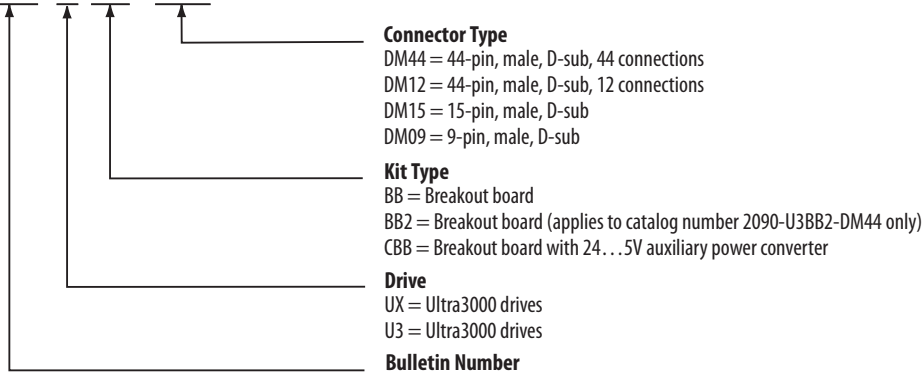 Connector Type
DM44 = 44-pin, male, D-sub, 44 connections
DM12 = 44-pin, male, D-sub, 12 connections
DM15 = 15-pin, male, D-sub
DM09 = 9-pin, male, D-sub
Kit Type
BB = Breakout board
BB2 = Breakout board (applies to catalog number 2090-U3BB2-DM44 only)
CBB = Breakout board with 24…5V auxiliary power converter
Drive
UX = Ultra3000 drives
U3 = Ultra3000 drives
Bulletin Number